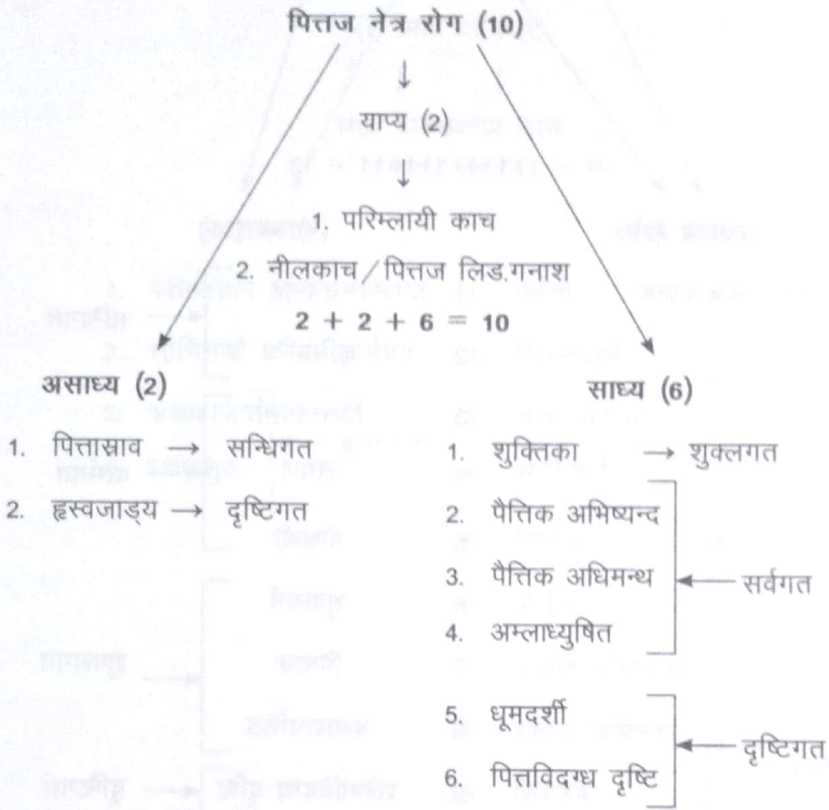 पित्तज नेत्र रोग (10)
↓
याप्य (2)
↓
1. परिम्लायी काच
2. नीलकाच/पित्तज लिड.गनाश
2 + 2 + 6 = 10
असाध्य (2)
1. पित्तास्राव → सन्धिगत
2. हृस्वजाड्य → दृष्टिगत
साध्य (6)
1. शुक्तिका → शुक्लगत
2. पैत्तिक अभिष्यन्द
3. पैत्तिक अधिमन्थ
4. अम्लाध्युषित
← सर्वगत
5. धूमदर्शी
6. पित्तविदग्ध दृष्टि
← दृष्टिगत